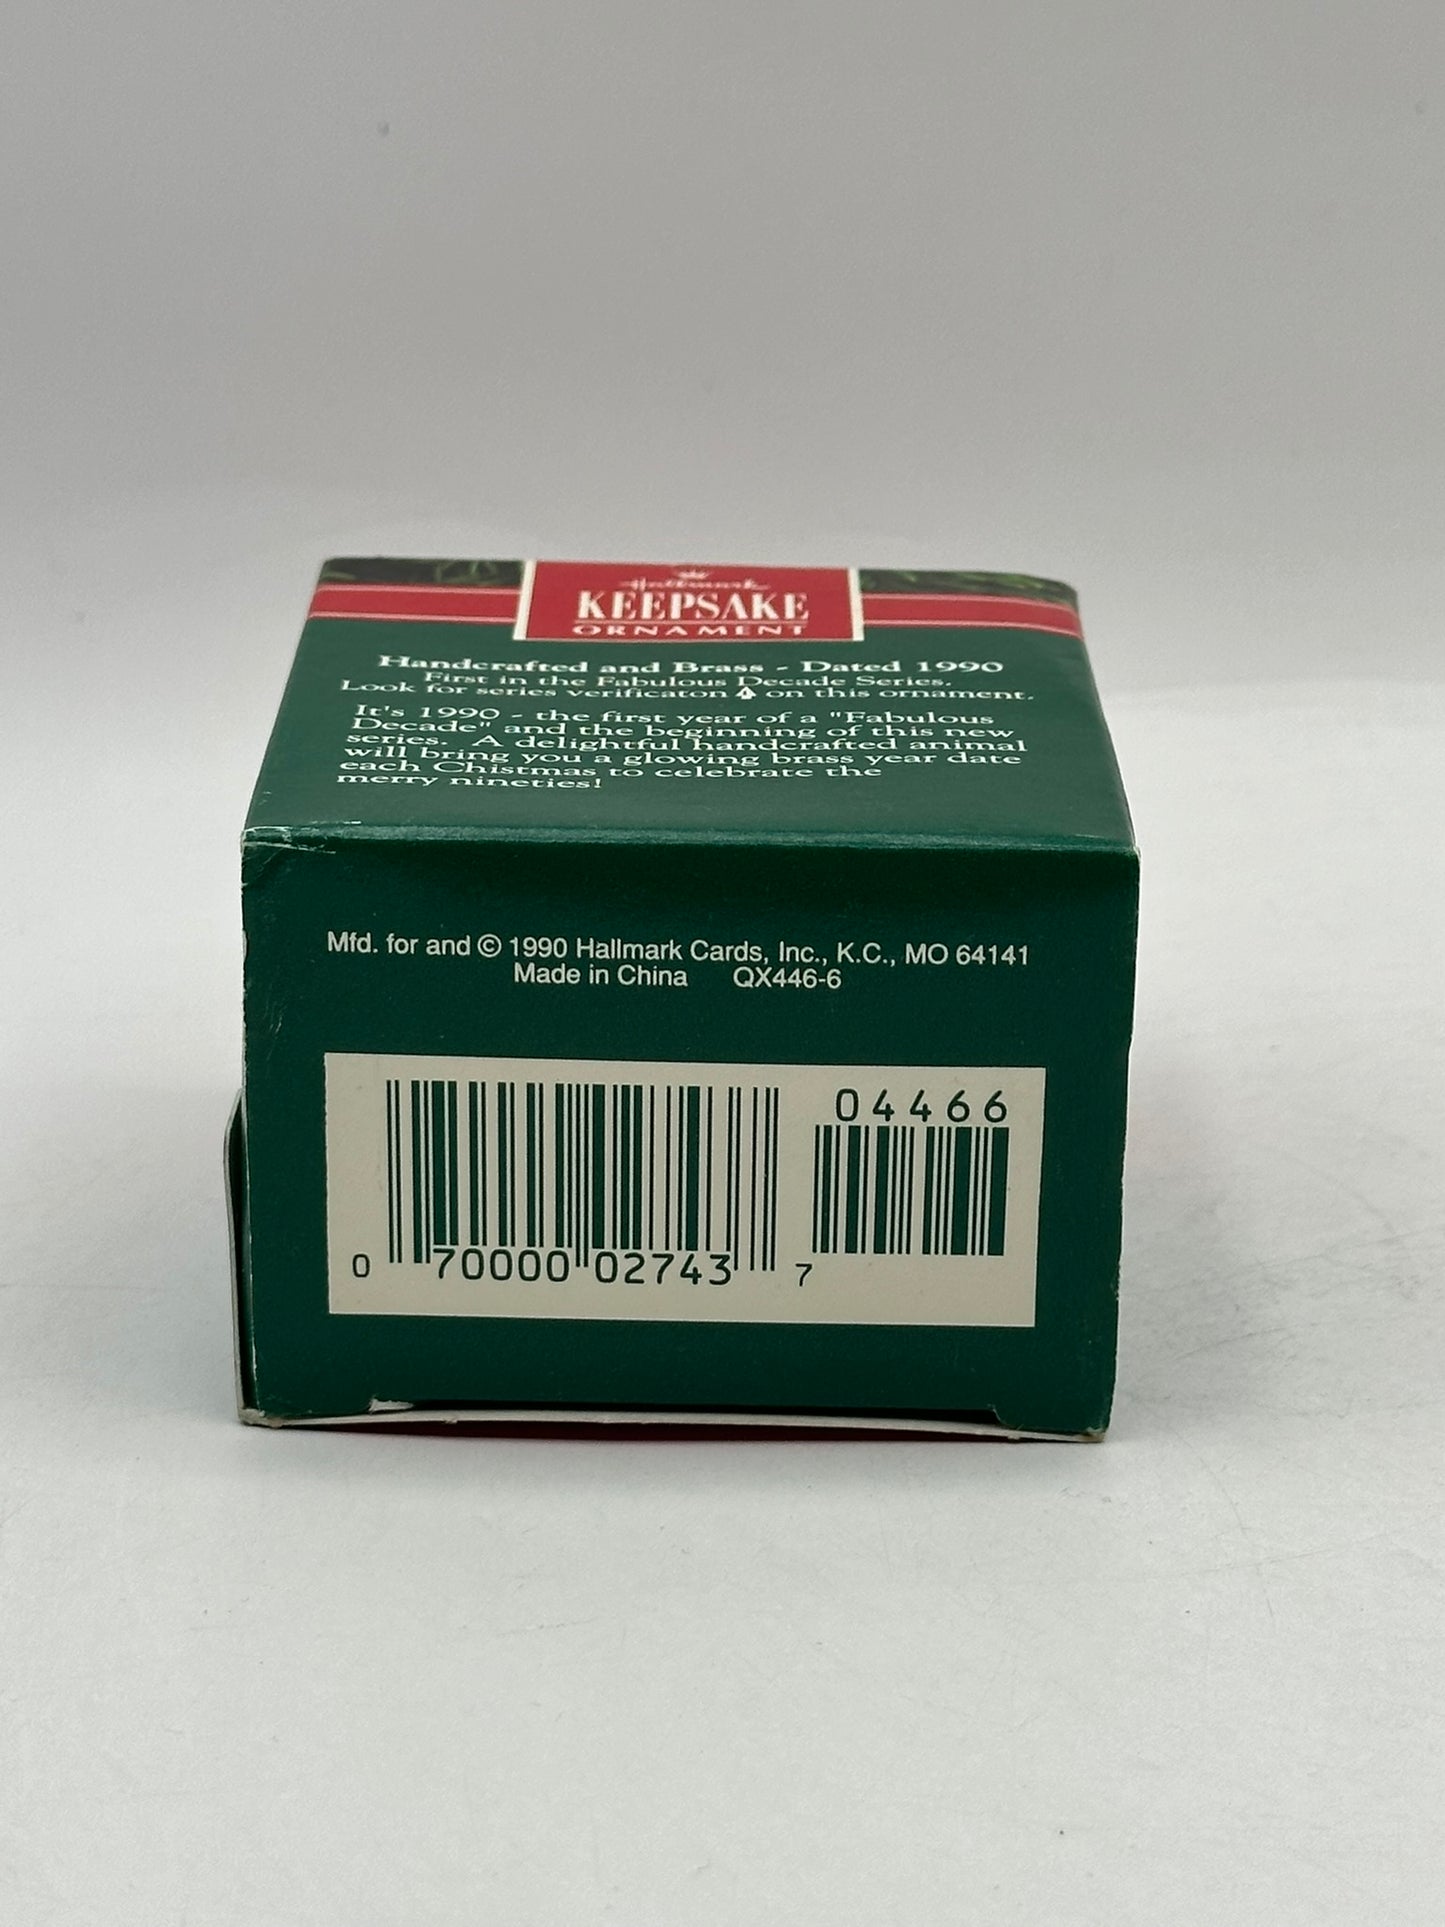 Hallmark
KEEPSAKE
ORNAMENT
Handcrafted and Brass - Dated 1990
First in the Fabulous Decade Series.
Look for series verificaton on this ornament.
It's 1990 - the first year of a "Fabulous
Decade" and the beginning of this new
series. A delightful handcrafted animal
will bring you a glowing brass year date
each Chistmas to celebrate the
merry nineties!
Mfd. for and © 1990 Hallmark Cards, Inc., K.C., MO 64141
Made in China QX446-6
04466
0 70000 02743 7